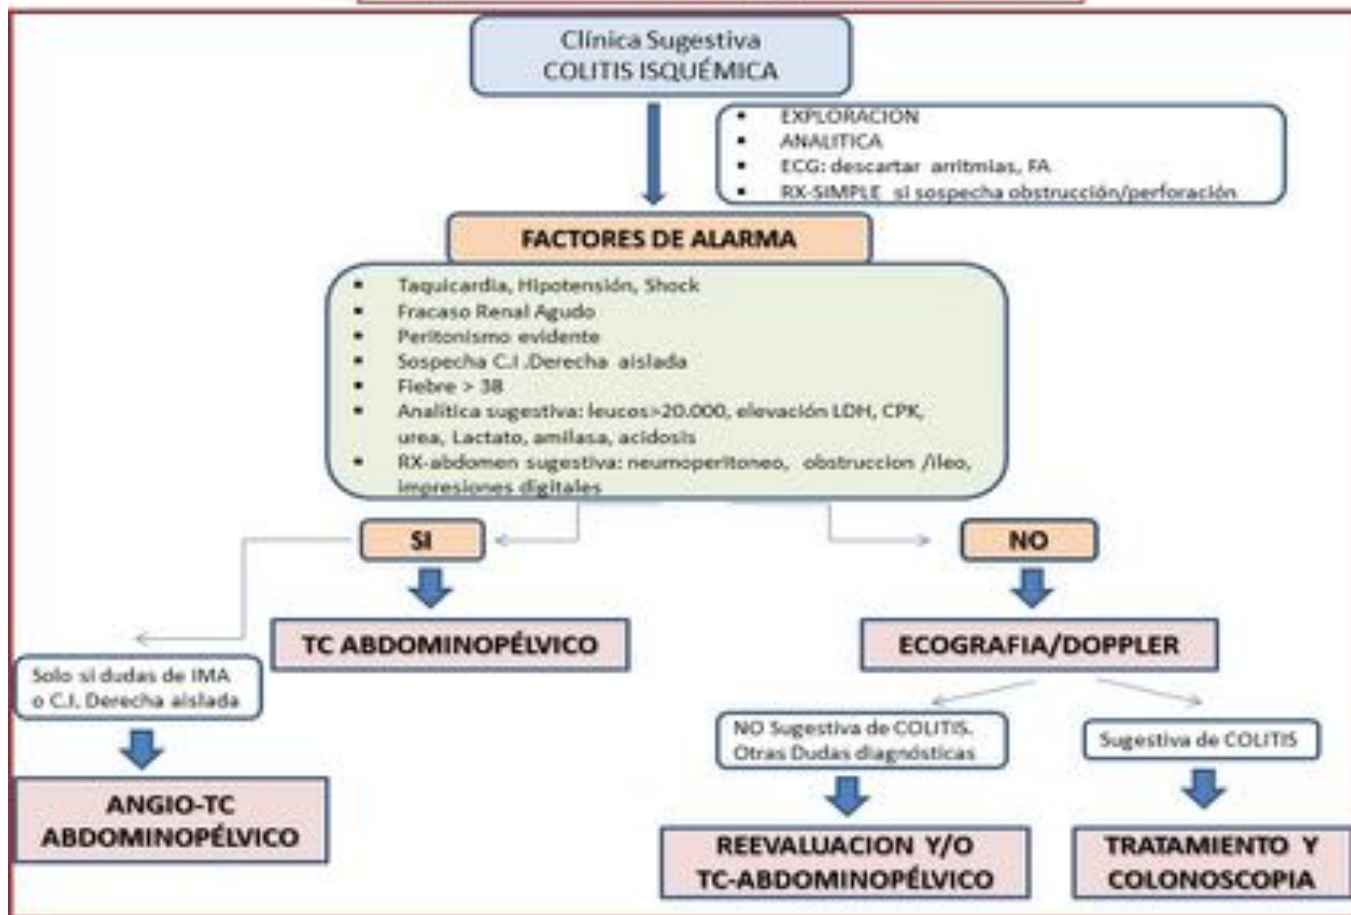 Clínica Sugestiva
COLITIS ISQUÉMICA
▪ EXPLORACION
▪ ANALITICA
▪ ECG: descartar arritmias, FA
▪ RX-SIMPLE si sospecha obstrucción/perforación
FACTORES DE ALARMA
▪ Taquicardia, Hipotensión, Shock
▪ Fracaso Renal Agudo
▪ Peritonismo evidente
▪ Sospecha C.I .Derecha aislada
▪ Fiebre > 38
▪ Analítica sugestiva: leucos>20.000, elevación LDH, CPK,
urea, Lactato, amilasa, acidosis
▪ RX-abdomen sugestiva: neumoperitoneo, obstruccion /ileo,
impresiones digitales
SI
NO
TC ABDOMINOPÉLVICO
ECOGRAFIA/DOPPLER
Solo si dudas de IMA
o C.I. Derecha aislada
NO Sugestiva de COLITIS.
Otras Dudas diagnósticas
Sugestiva de COLITIS
ANGIO-TC
ABDOMINOPÉLVICO
REEVALUACION Y/O
TC-ABDOMINOPÉLVICO
TRATAMIENTO Y
COLONOSCOPIA